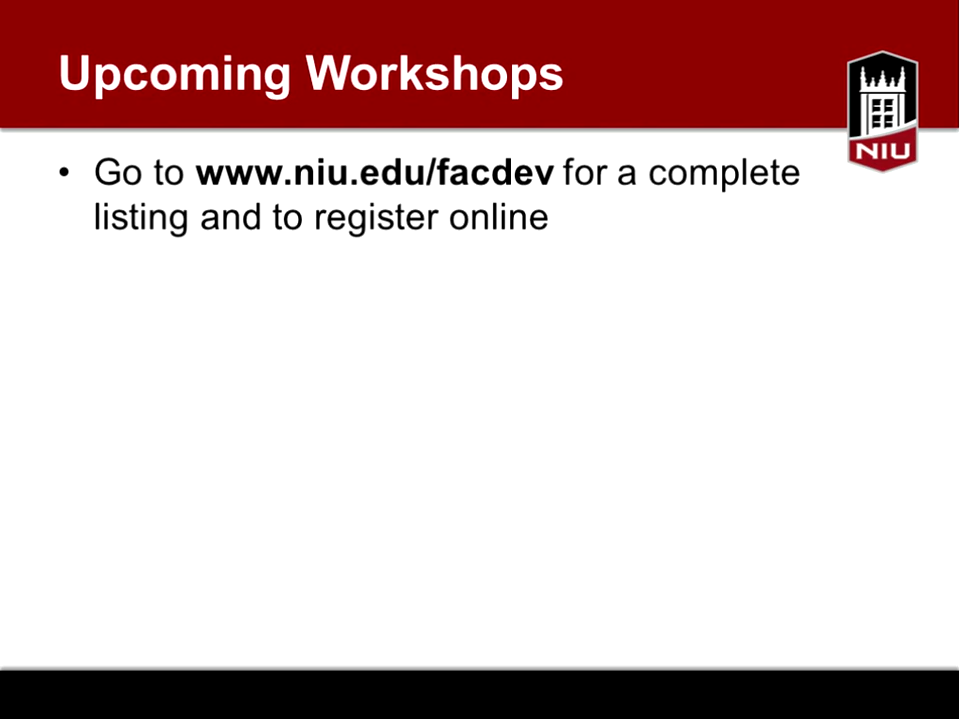 Upcoming Workshops
NIU
• Go to www.niu.edu/facdev for a complete
listing and to register online